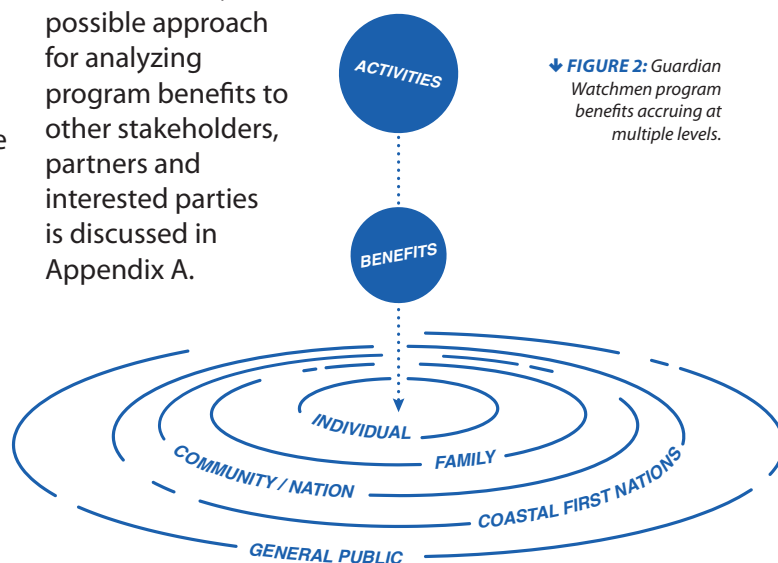 possible approach
for analyzing
program benefits to
other stakeholders,
partners and
interested parties
is discussed in
Appendix A.
e
ACTIVITIES
↓ FIGURE 2: Guardian
Watchmen program
benefits accruing at
multiple levels.
BENEFITS
INDIVIDUAL
FAMILY
COMMUNITY / NATION
COASTAL FIRST NATIONS
GENERAL PUBLIC